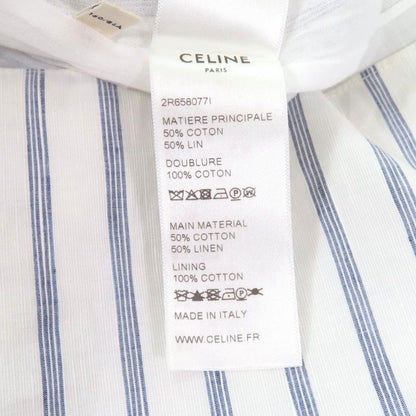 CELINE
PARIS
2R658077I
MATIERE PRINCIPALE
50% COTON
50% LIN
DOUBLURE
100% COTON
MAIN MATERIAL
50% COTTON
50% LINEN
LINING
100% COTTON
MADE IN ITALY
WWW.CELINE.FR